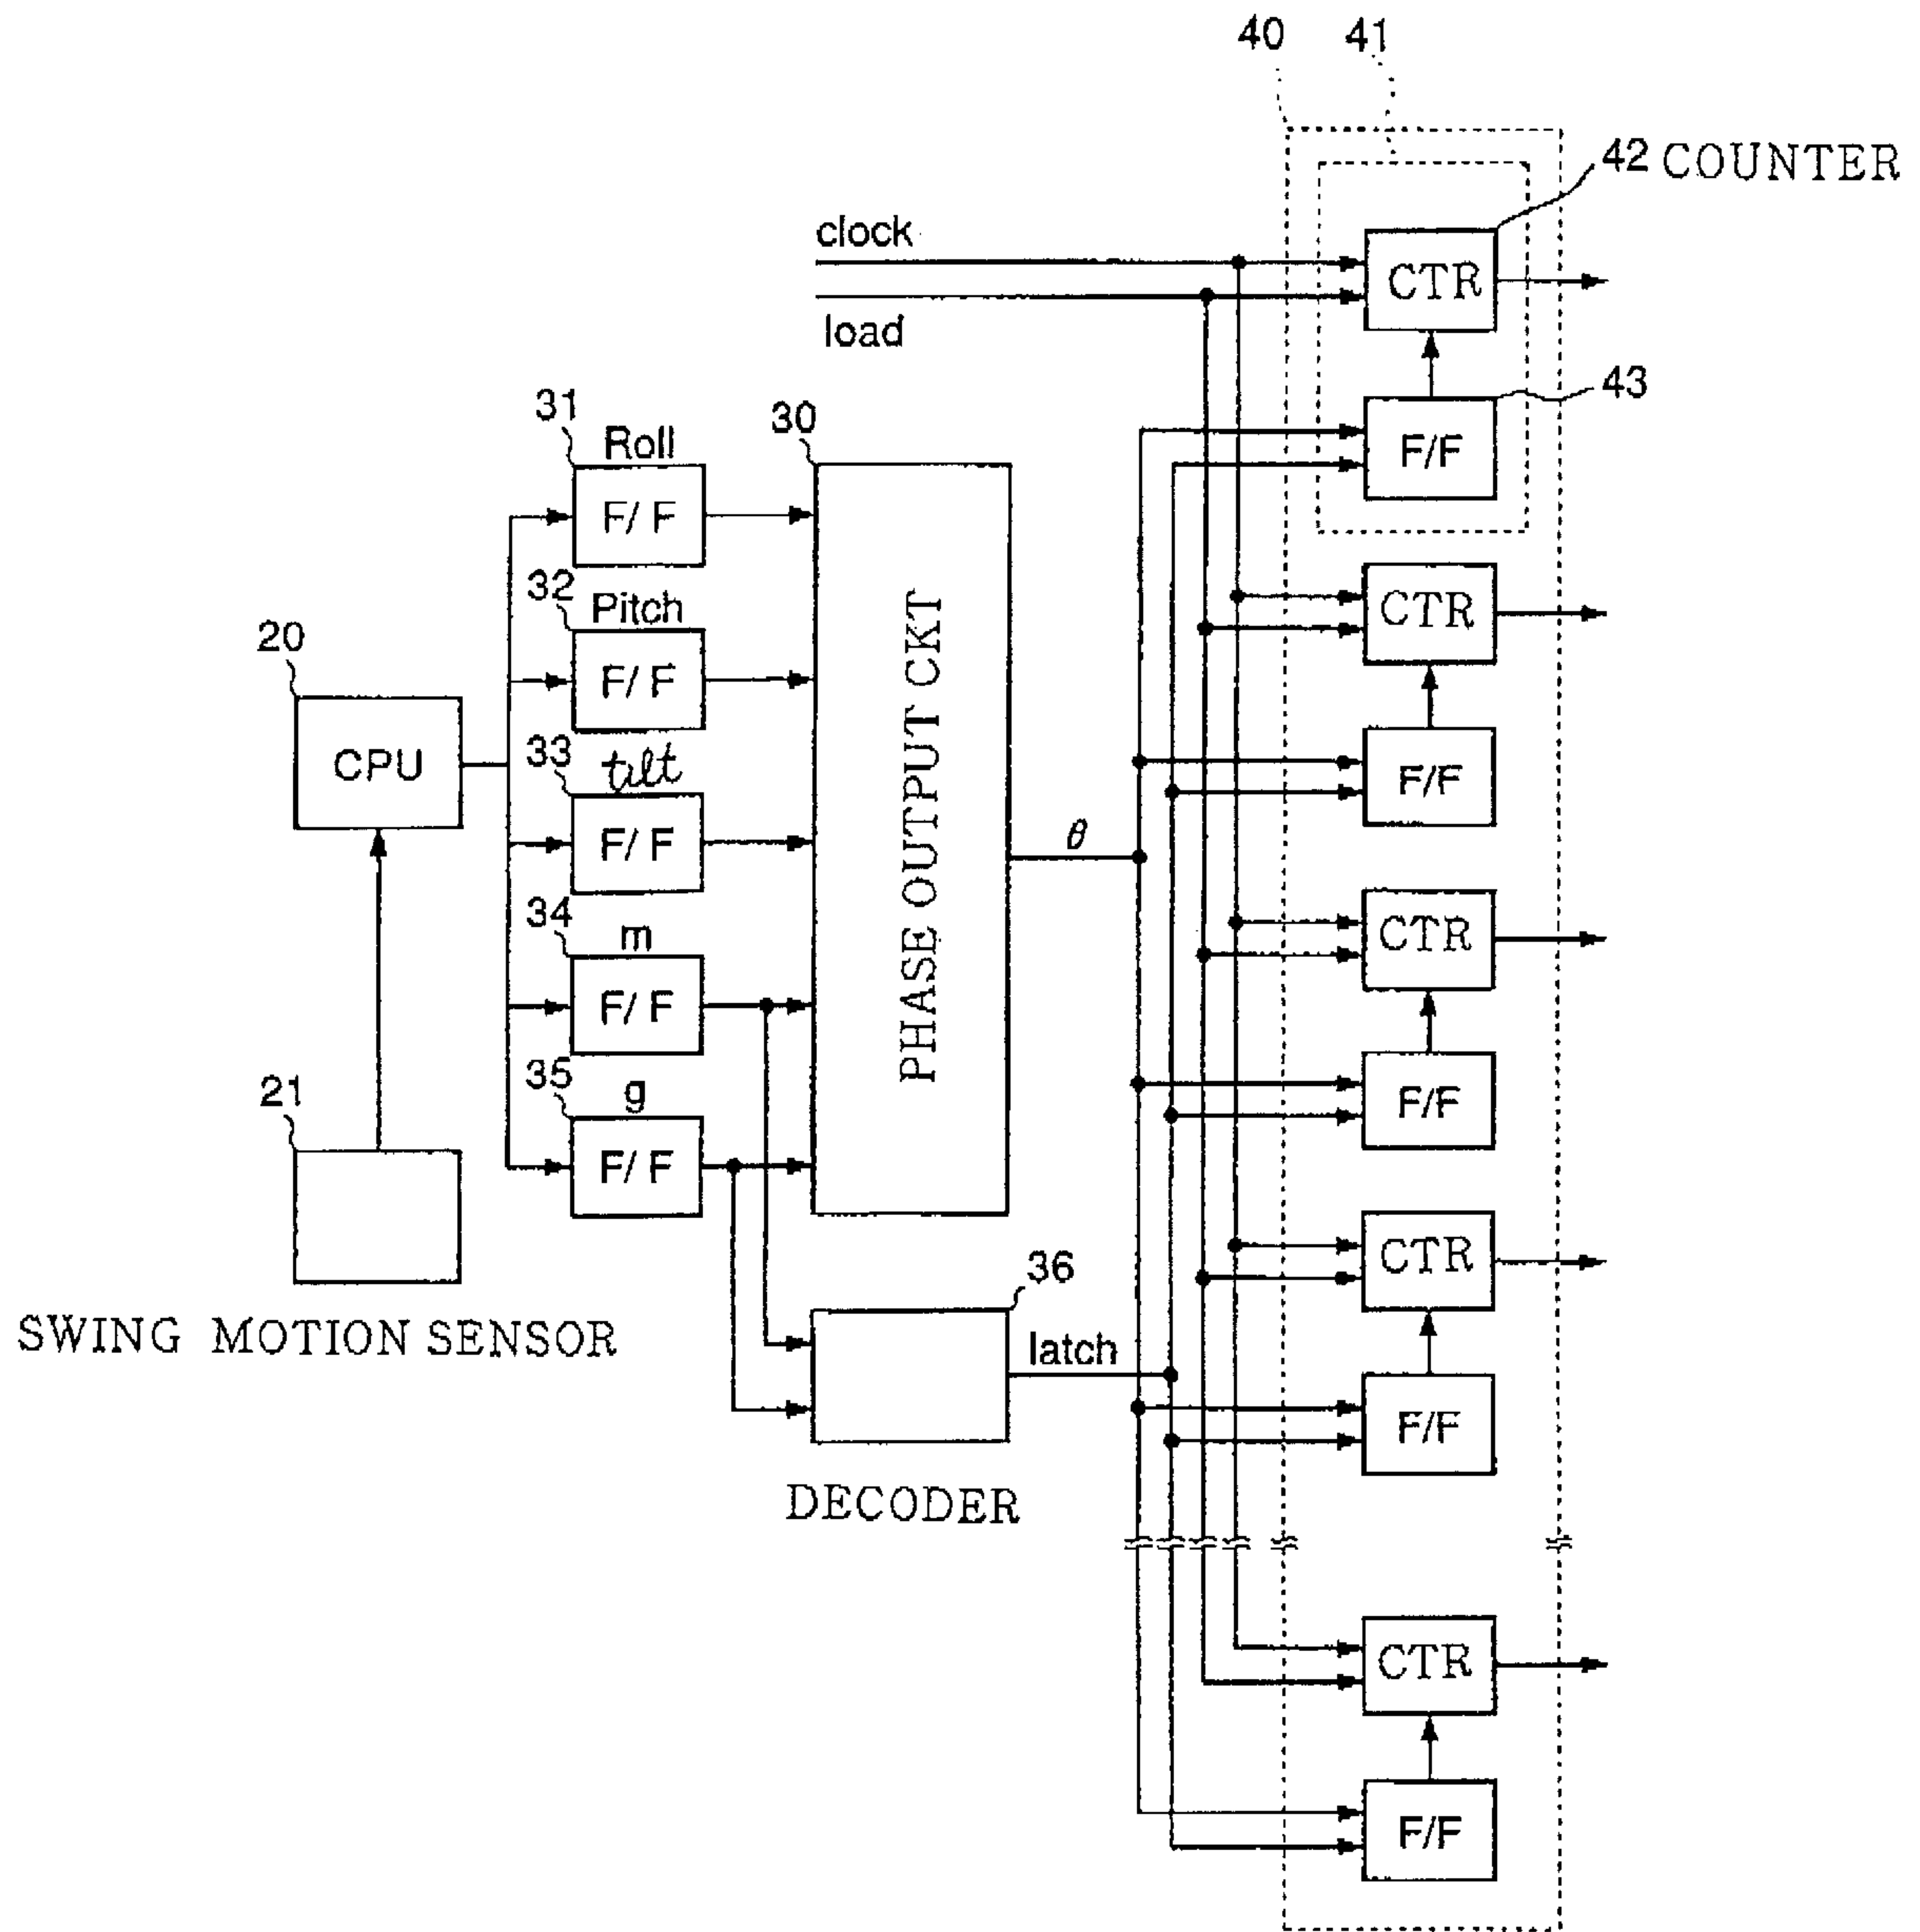 40 41
42 COUNTER
clock
CTR
load
43
F/F
31 Roll
F/F
30
32 Pitch
F/F
CTR
20
CPU
33 tilt
F/F
F/F
PHASE OUTPUT CKT
θ
34 m
F/F
CTR
21
35 g
F/F
F/F
SWING MOTION SENSOR
36
latch
DECODER
CTR
F/F
CTR
F/F